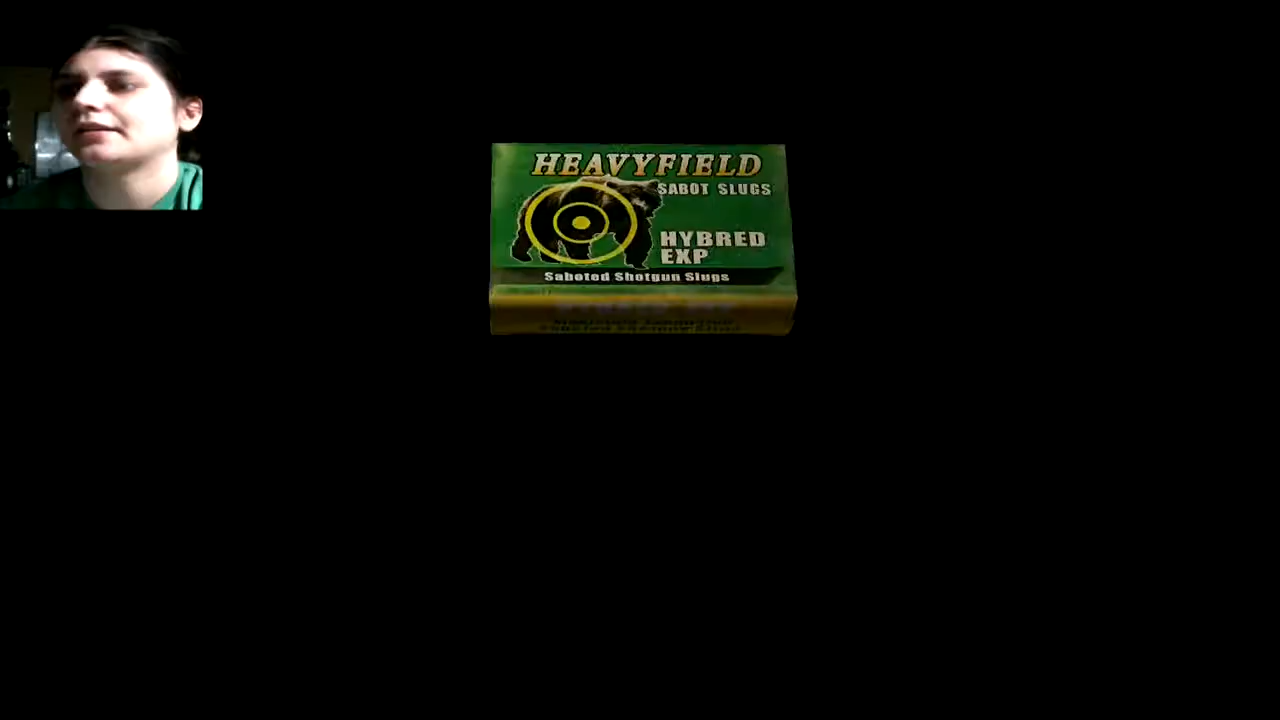 HEAVYFIELD
SABOT SLUGS
HYBRED
EXP
Saboted Shotgun Slugs